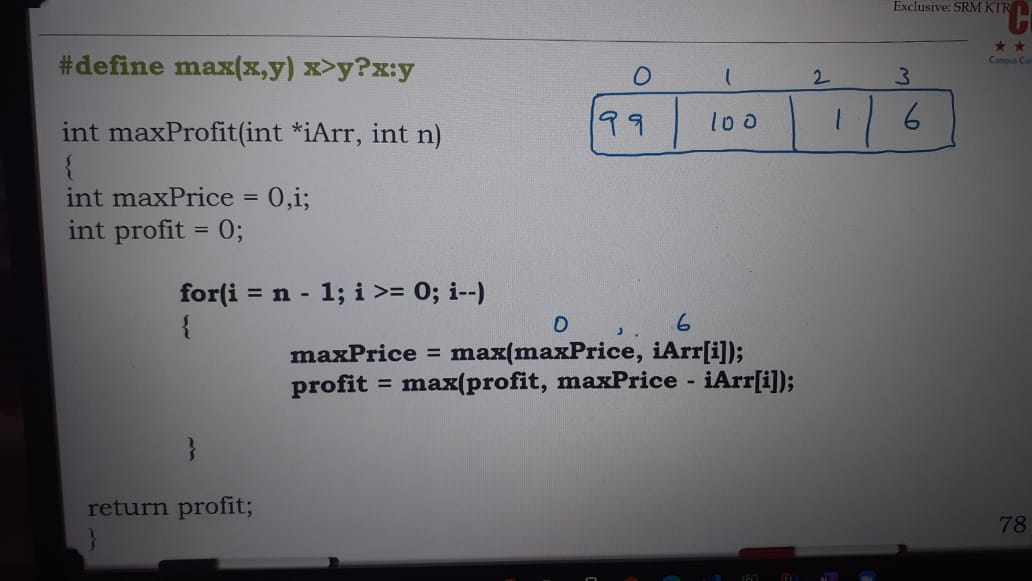 Exclusive: SRM KTR
C
#define max(x,y) x>y?x:y
0 1 2 3
99 100 1 6
int maxProfit(int *iArr, int n)
{
int maxPrice = 0,i;
int profit = 0;
for(i = n - 1; i >= 0; i--)
{
0 , 6
maxPrice = max(maxPrice, iArr[i]);
profit = max(profit, maxPrice - iArr[i]);
}
return profit;
}
78